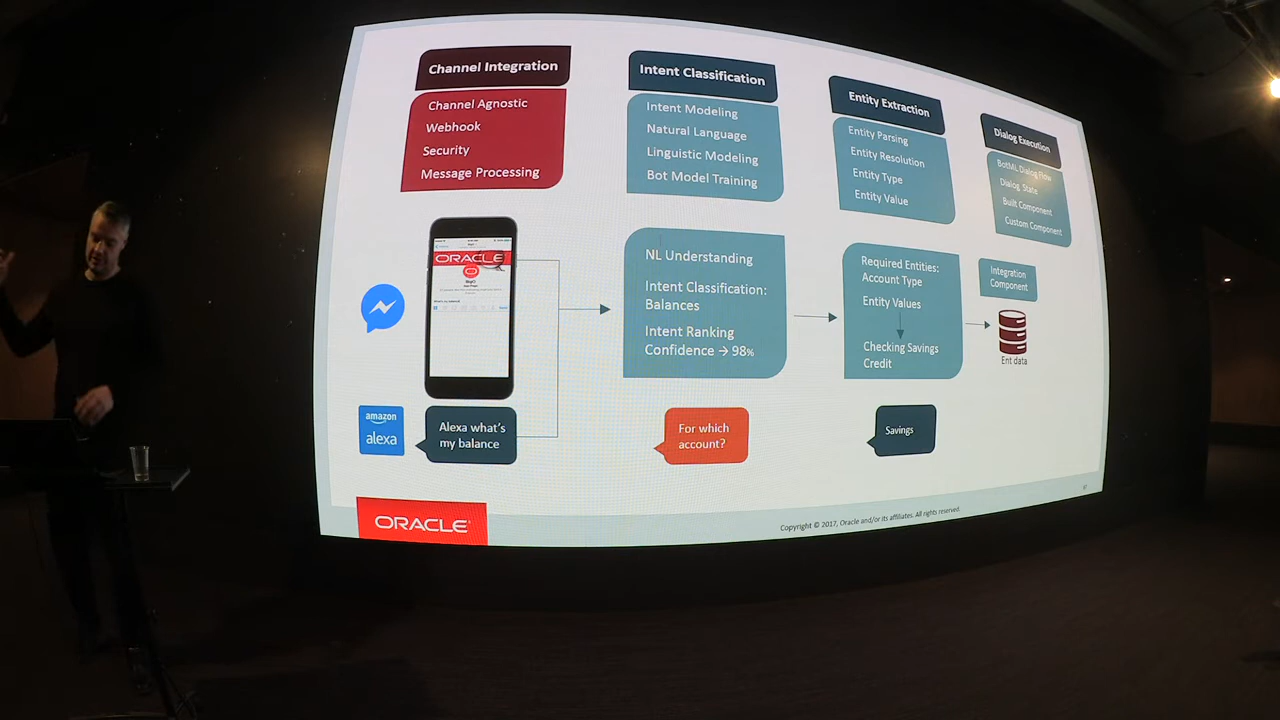 Channel Integration
Channel Agnostic
Webhook
Security
Message Processing
Intent Classification
Intent Modeling
Natural Language
Linguistic Modeling
Bot Model Training
Entity Extraction
Entity Parsing
Entity Resolution
Entity Type
Entity Value
Dialog Execution
BotML Dialog Flow
Dialog State
Built Component
Custom Component
ORACLE
NL Understanding
Intent Classification:
Balances
Intent Ranking
Confidence → 98%
Required Entities:
Account Type
Entity Values
Checking Savings
Credit
Integration
Component
Ent data
amazon
alexa
Alexa what's
my balance
For which
account?
Savings
ORACLE
Copyright © 2017, Oracle and/or its affiliates. All rights reserved.